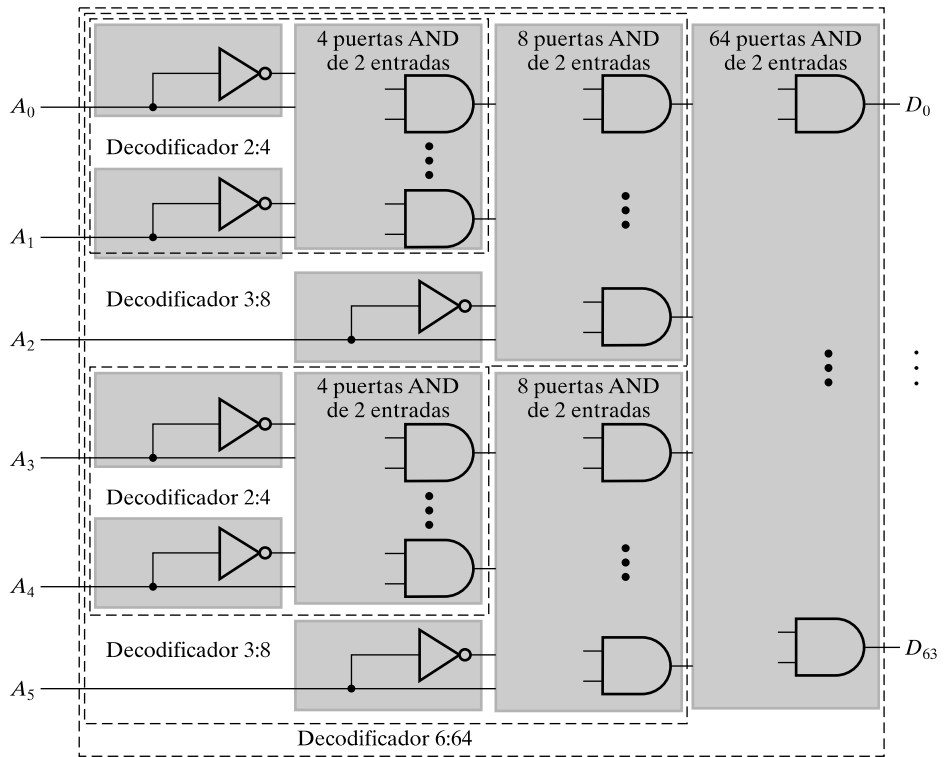 4 puertas AND
de 2 entradas
8 puertas AND
de 2 entradas
64 puertas AND
de 2 entradas
A0
D0
Decodificador 2:4
A1
Decodificador 3:8
A2
4 puertas AND
de 2 entradas
8 puertas AND
de 2 entradas
A3
Decodificador 2:4
A4
Decodificador 3:8
D63
A5
Decodificador 6:64